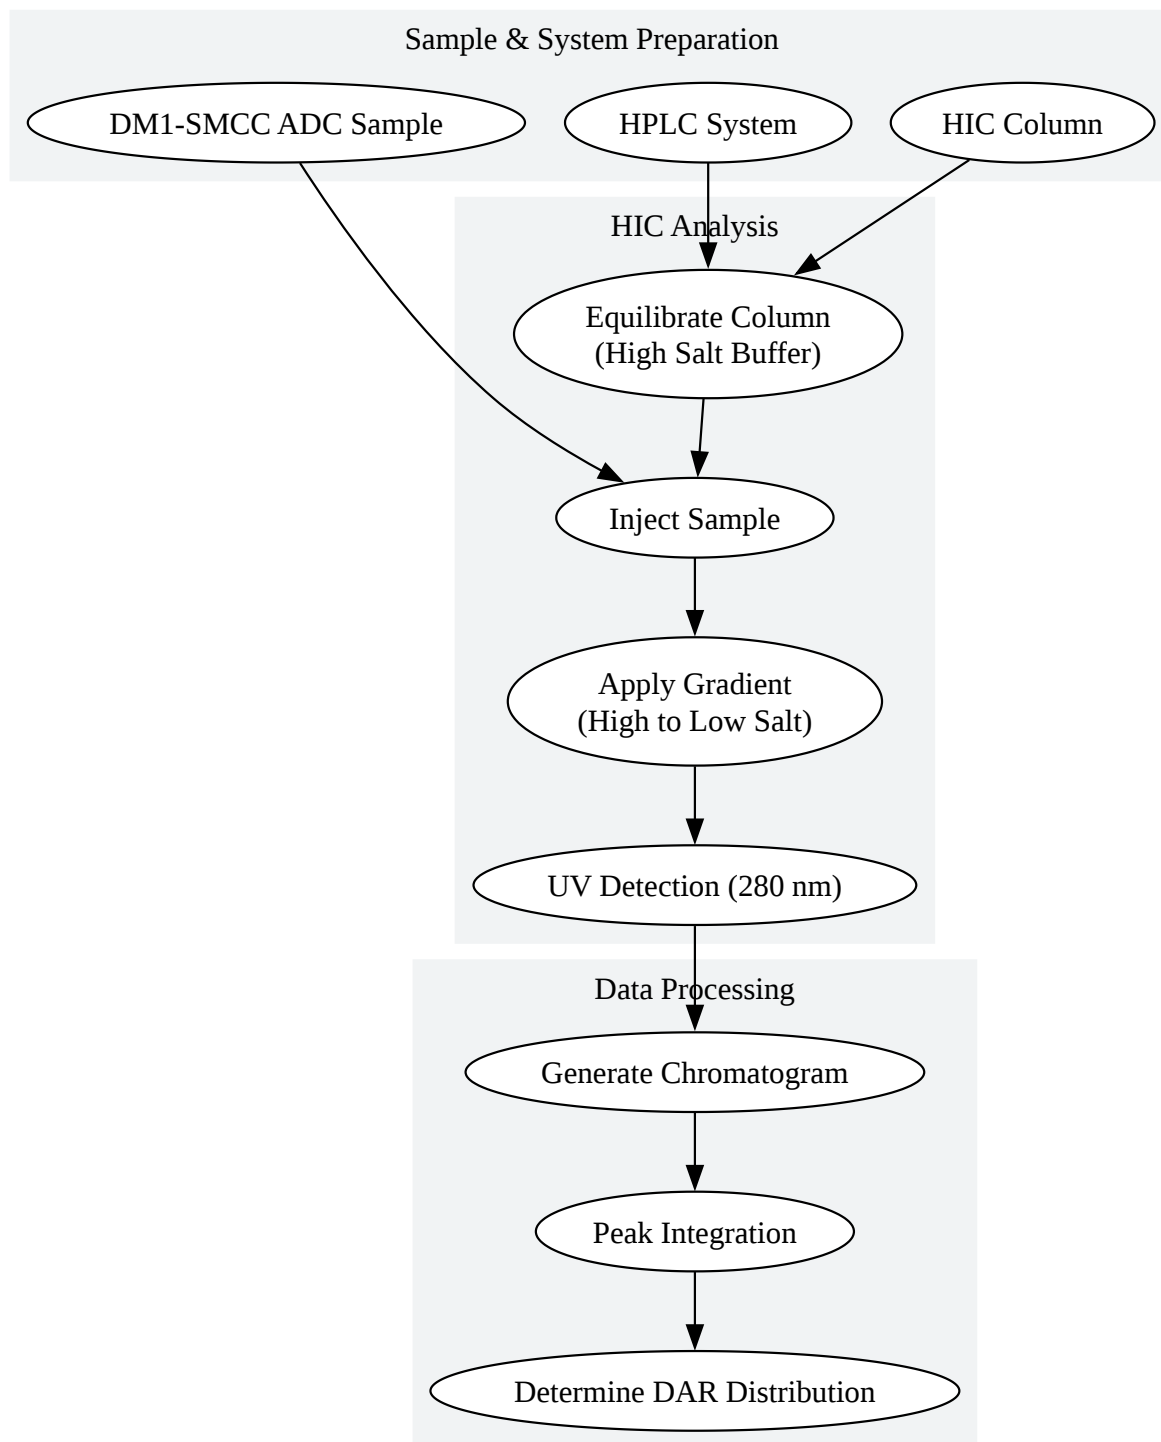 Sample & System Preparation
DM1-SMCC ADC Sample
HPLC System
HIC Column
HIC Analysis
Equilibrate Column
(High Salt Buffer)
Inject Sample
Apply Gradient
(High to Low Salt)
UV Detection (280 nm)
Data Processing
Generate Chromatogram
Peak Integration
Determine DAR Distribution